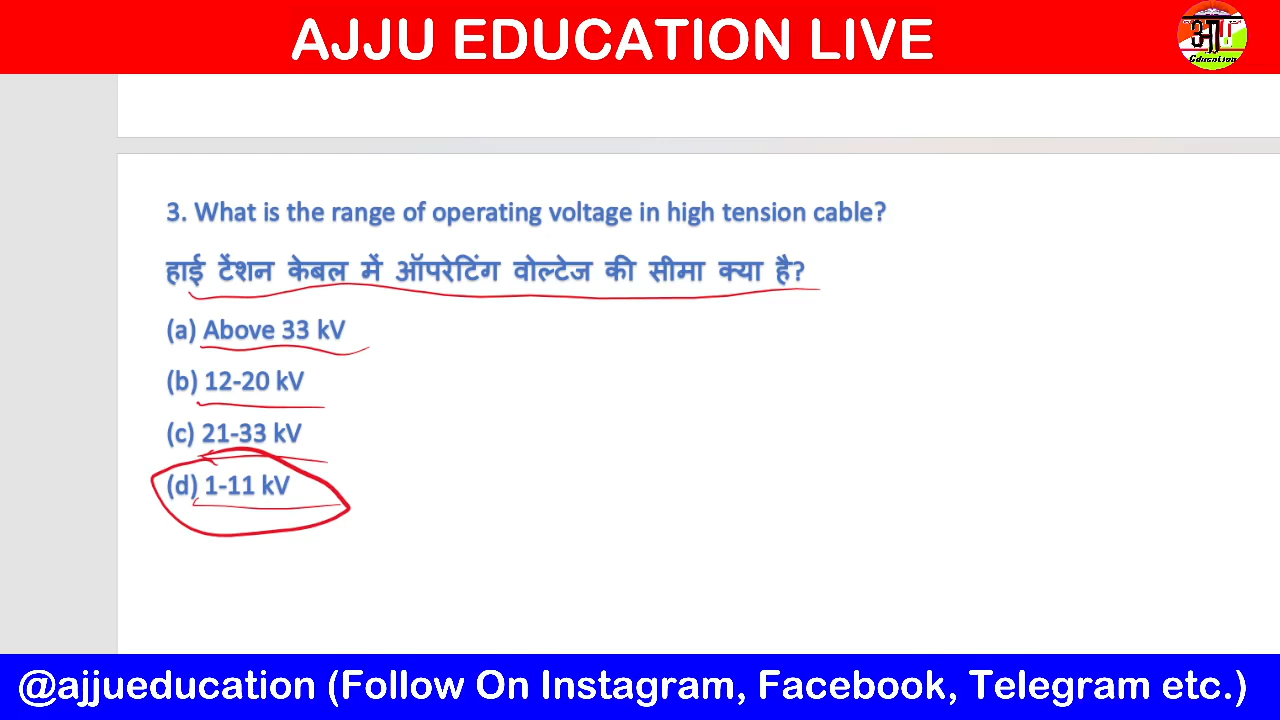 AJJU EDUCATION LIVE
Education
3. What is the range of operating voltage in high tension cable?
हाई टेंशन केबल में ऑपरेटिंग वोल्टेज की सीमा क्या है?
(a) Above 33 kV
(b) 12-20 kV
(c) 21-33 kV
(d) 1-11 kV
@ajjueducation (Follow On Instagram, Facebook, Telegram etc.)